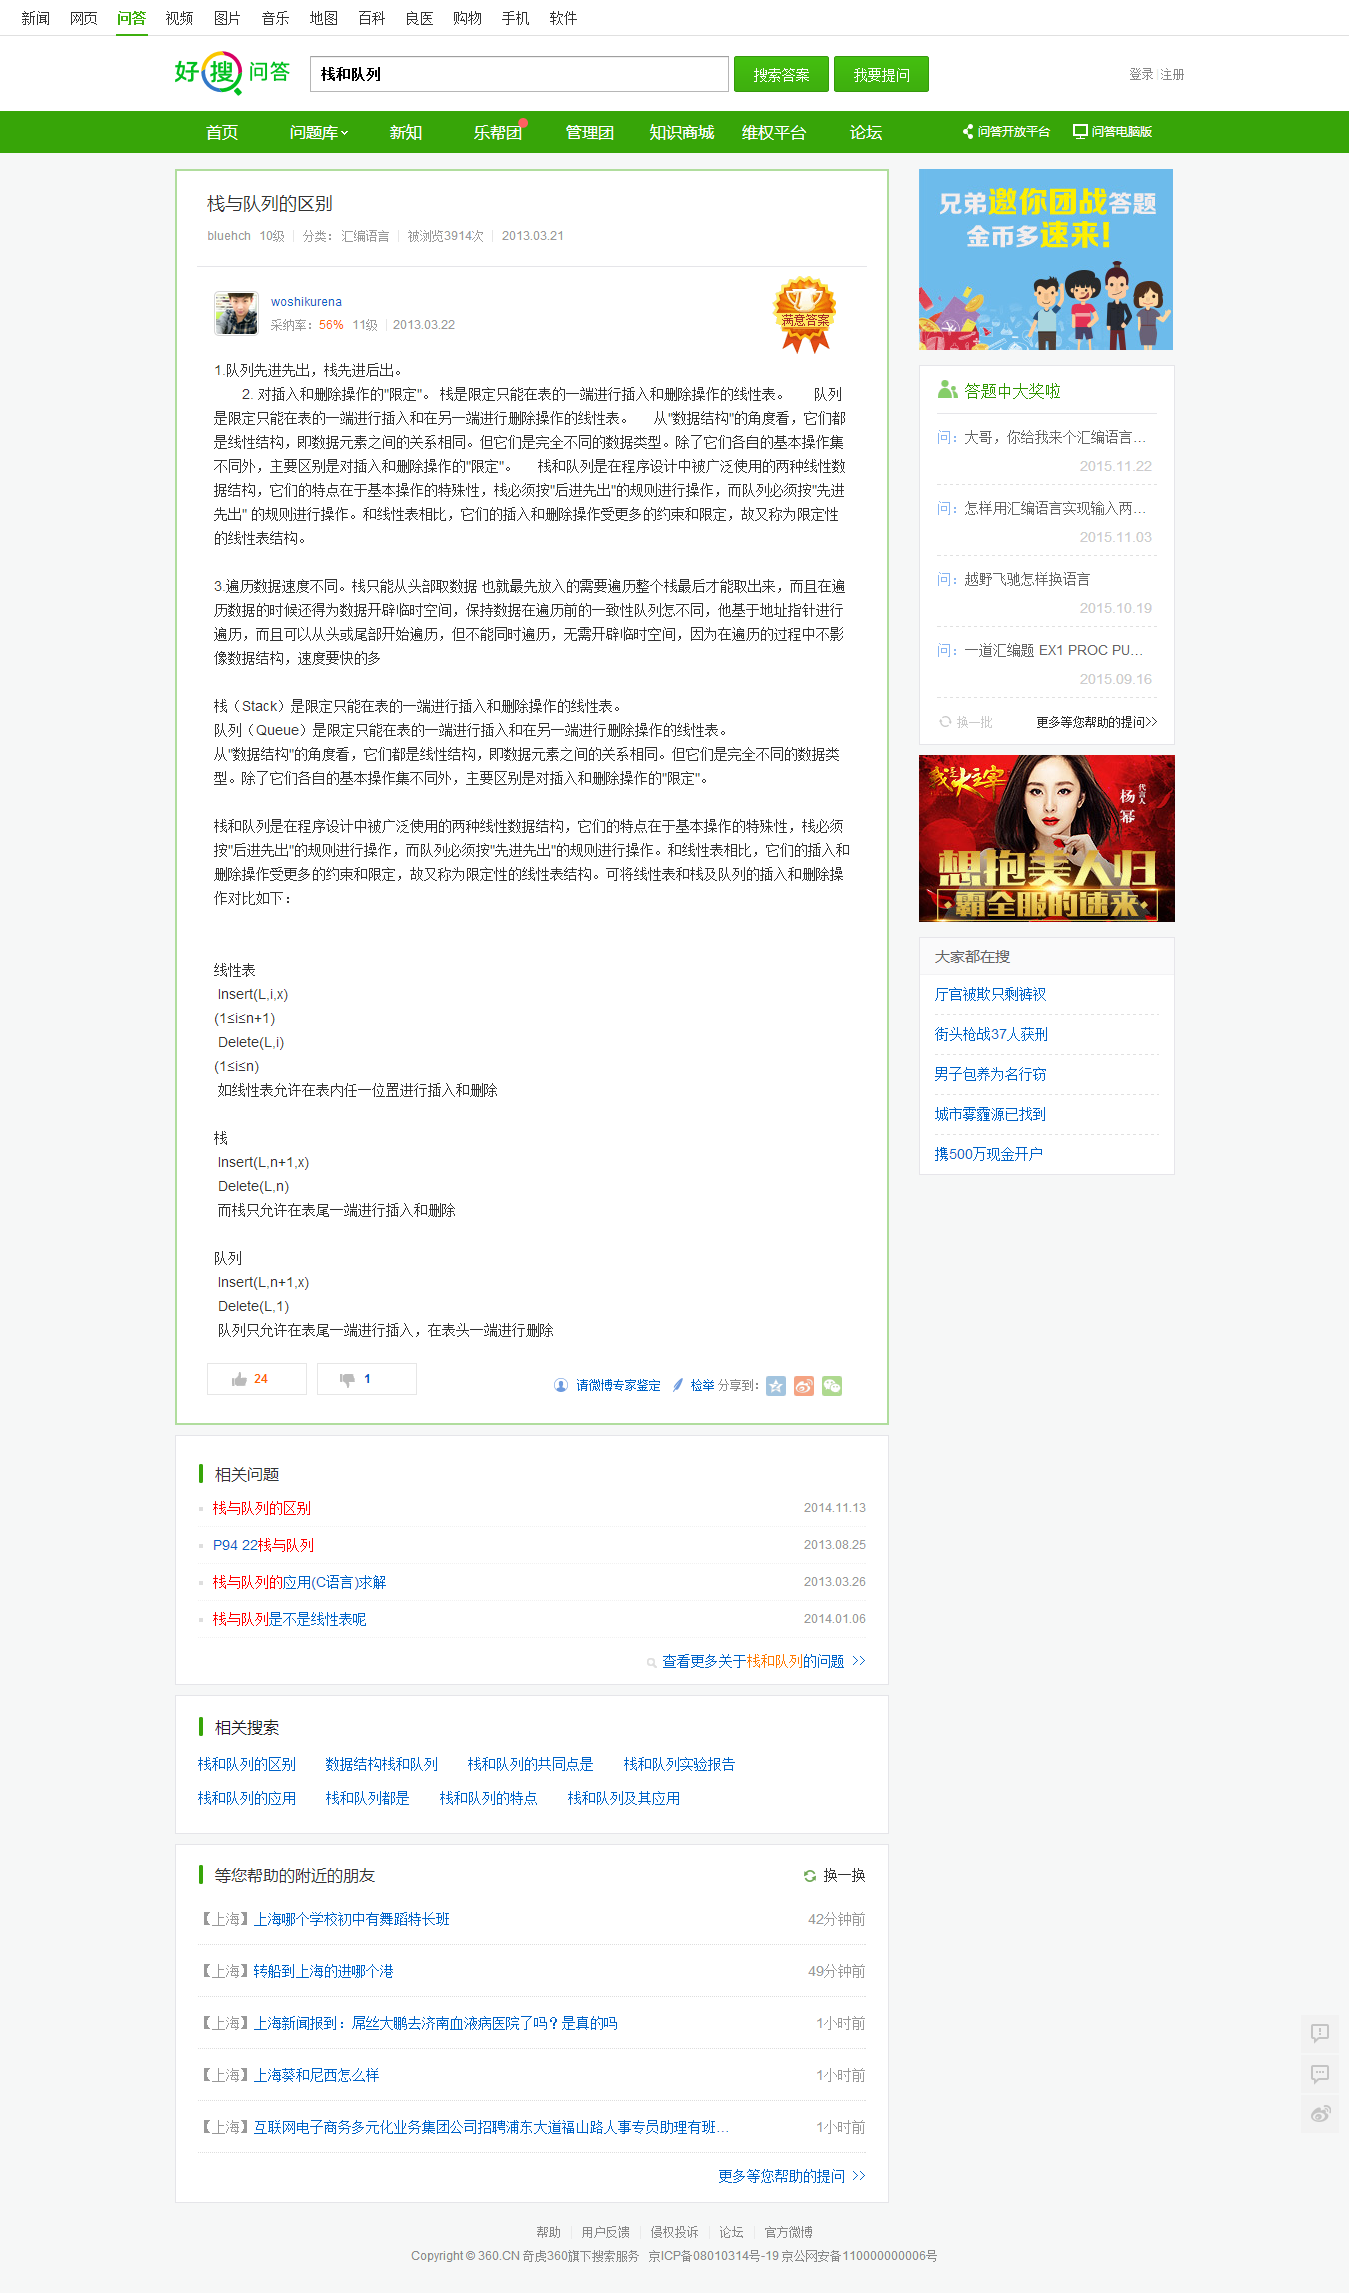 新闻 网页 问答 视频 图片 音乐 地图 百科 良医 购物 手机 软件
好搜 问答
栈和队列
搜索答案 我要提问
登录 注册
首页 问题库 新知 乐帮团 管理团 知识商城 维权平台 论坛 问答开放平台 问答电脑版
栈与队列的区别
bluehch 10级 分类： 汇编语言 被浏览3914次 2013.03.21
woshikurena
采纳率：56% 11级 2013.03.22
满意答案
1.队列先进先出，栈先进后出。
2. 对插入和删除操作的"限定"。 栈是限定只能在表的一端进行插入和删除操作的线性表。 队列
是限定只能在表的一端进行插入和在另一端进行删除操作的线性表。 从"数据结构"的角度看，它们都
是线性结构，即数据元素之间的关系相同。但它们是完全不同的数据类型。除了它们各自的基本操作集
不同外，主要区别是对插入和删除操作的"限定"。 栈和队列是在程序设计中被广泛使用的两种线性数
据结构，它们的特点在于基本操作的特殊性，栈必须按"后进先出"的规则进行操作，而队列必须按"先进
先出" 的规则进行操作。和线性表相比，它们的插入和删除操作受更多的约束和限定，故又称为限定性
的线性表结构。
3.遍历数据速度不同。栈只能从头部取数据 也就最先放入的需要遍历整个栈最后才能取出来，而且在遍
历数据的时候还得为数据开辟临时空间，保持数据在遍历前的一致性队列怎不同，他基于地址指针进行
遍历，而且可以从头或尾部开始遍历，但不能同时遍历，无需开辟临时空间，因为在遍历的过程中不影
像数据结构，速度要快的多
栈（Stack）是限定只能在表的一端进行插入和删除操作的线性表。
队列（Queue）是限定只能在表的一端进行插入和在另一端进行删除操作的线性表。
从"数据结构"的角度看，它们都是线性结构，即数据元素之间的关系相同。但它们是完全不同的数据类
型。除了它们各自的基本操作集不同外，主要区别是对插入和删除操作的"限定"。
栈和队列是在程序设计中被广泛使用的两种线性数据结构，它们的特点在于基本操作的特殊性，栈必须
按"后进先出"的规则进行操作，而队列必须按"先进先出"的规则进行操作。和线性表相比，它们的插入和
删除操作受更多的约束和限定，故又称为限定性的线性表结构。可将线性表和栈及队列的插入和删除操
作对比如下：
线性表
Insert(L,i,x)
(1≤i≤n+1)
Delete(L,i)
(1≤i≤n)
如线性表允许在表内任一位置进行插入和删除
栈
Insert(L,n+1,x)
Delete(L,n)
而栈只允许在表尾一端进行插入和删除
队列
Insert(L,n+1,x)
Delete(L,1)
队列只允许在表尾一端进行插入，在表头一端进行删除
24 1 请微博专家鉴定 检举 分享到：
相关问题
栈与队列的区别 2014.11.13
P94 22栈与队列 2013.08.25
栈与队列的应用(C语言)求解 2013.03.26
栈与队列是不是线性表呢 2014.01.06
查看更多关于栈和队列的问题 >>
相关搜索
栈和队列的区别 数据结构栈和队列 栈和队列的共同点是 栈和队列实验报告
栈和队列的应用 栈和队列都是 栈和队列的特点 栈和队列及其应用
等您帮助的附近的朋友 换一换
【上海】上海哪个学校初中有舞蹈特长班 42分钟前
【上海】转船到上海的进哪个港 49分钟前
【上海】上海新闻报到：屌丝大鹏去济南血液病医院了吗？是真的吗 1小时前
【上海】上海葵和尼西怎么样 1小时前
【上海】互联网电子商务多元化业务集团公司招聘浦东大道福山路人事专员助理有班... 1小时前
更多等您帮助的提问 >>
兄弟邀你团战答题
金币多速来！
答题中大奖啦
问：大哥，你给我来个汇编语言...
2015.11.22
问：怎样用汇编语言实现输入两...
2015.11.03
问：越野飞驰怎样换语言
2015.10.19
问：一道汇编题 EX1 PROC PU...
2015.09.16
换一批 更多等您帮助的提问>>
我是大主宰
代言人
杨幂
想抱美人归
霸全服的速来
大家都在搜
厅官被欺只剩裤衩
街头枪战37人获刑
男子包养为名行窃
城市雾霾源已找到
携500万现金开户
帮助 用户反馈 侵权投诉 论坛 官方微博
Copyright © 360.CN 奇虎360旗下搜索服务 京ICP备08010314号-19 京公网安备110000000006号